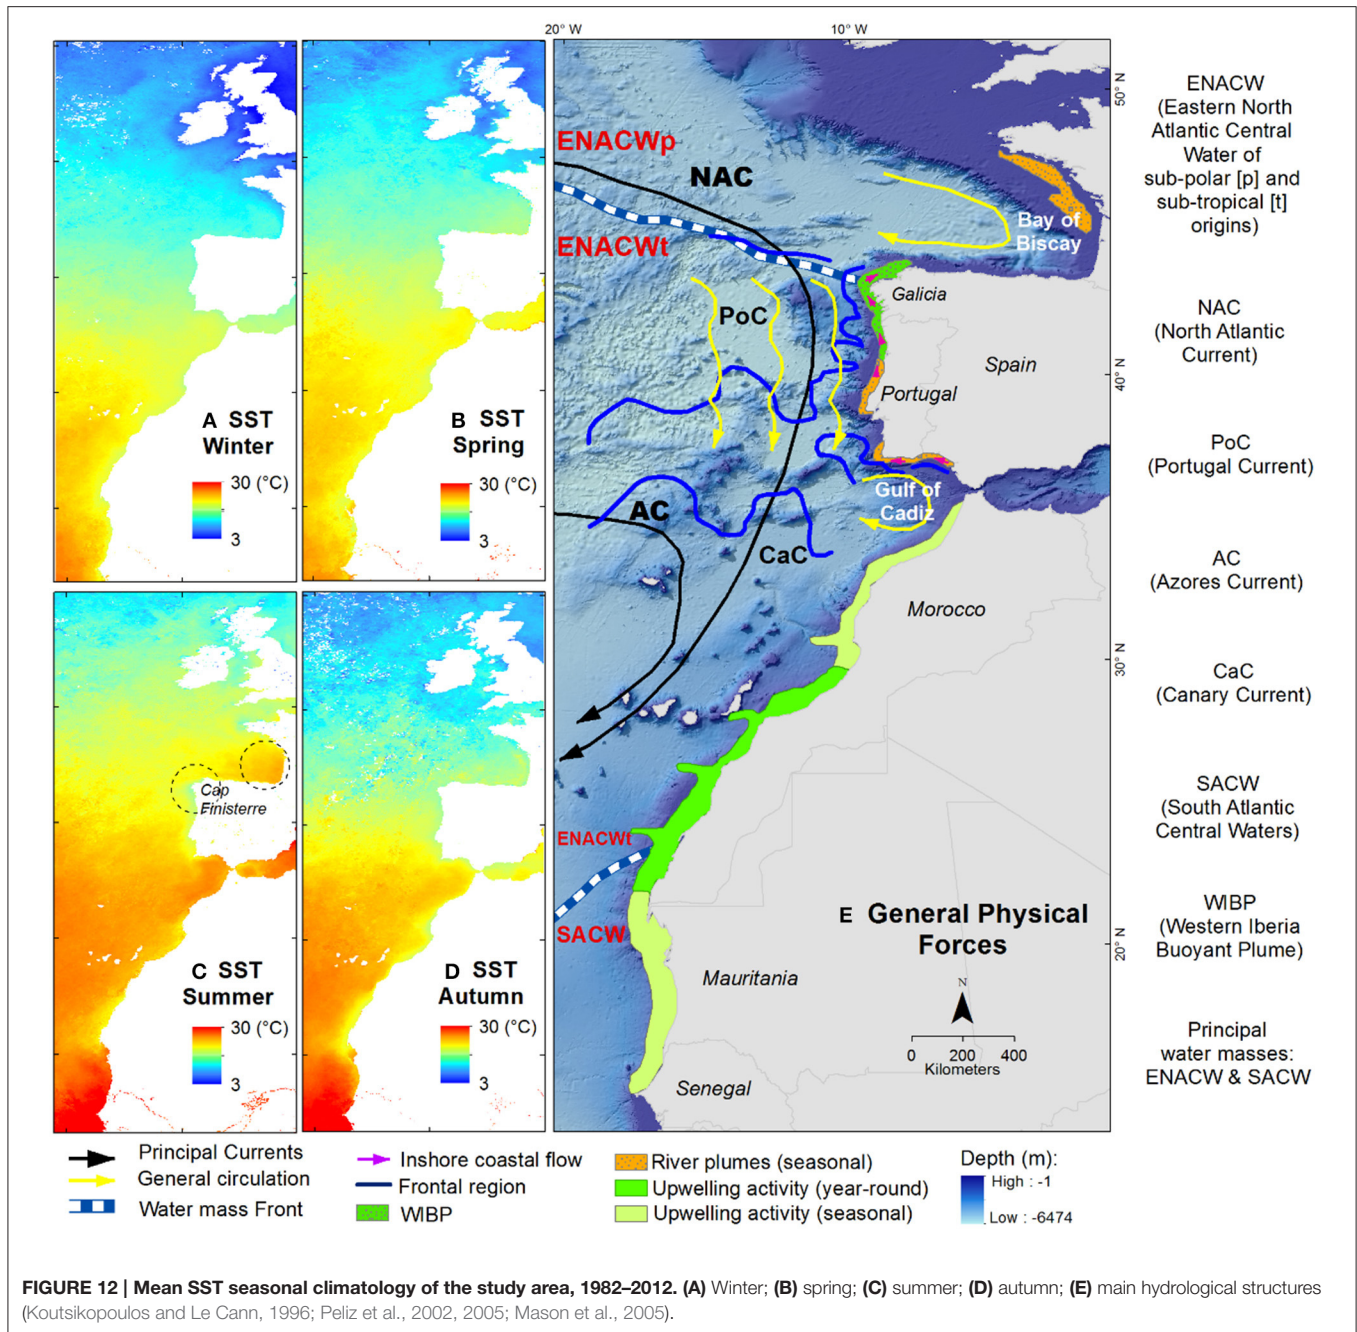 20° W
10° W
50° N
40° N
30° N
20° N
A SST
Winter
30 (°C)
3
B SST
Spring
30 (°C)
3
Cap
Finisterre
C SST
Summer
30 (°C)
3
D SST
Autumn
30 (°C)
3
ENACWp
NAC
ENACWt
Bay of
Biscay
Galicia
PoC
Spain
Portugal
Gulf of
Cadiz
AC
CaC
Morocco
ENACWt
SACW
E General Physical
Forces
Mauritania
N
0 200 400
Kilometers
Senegal
ENACW
(Eastern North
Atlantic Central
Water of
sub-polar [p] and
sub-tropical [t]
origins)
NAC
(North Atlantic
Current)
PoC
(Portugal Current)
AC
(Azores Current)
CaC
(Canary Current)
SACW
(South Atlantic
Central Waters)
WIBP
(Western Iberia
Buoyant Plume)
Principal
water masses:
ENACW & SACW
Principal Currents
General circulation
Water mass Front
Inshore coastal flow
Frontal region
WIBP
River plumes (seasonal)
Upwelling activity (year-round)
Upwelling activity (seasonal)
Depth (m):
High : -1
Low : -6474
FIGURE 12 | Mean SST seasonal climatology of the study area, 1982–2012. (A) Winter; (B) spring; (C) summer; (D) autumn; (E) main hydrological structures
(Koutsikopoulos and Le Cann, 1996; Peliz et al., 2002, 2005; Mason et al., 2005).